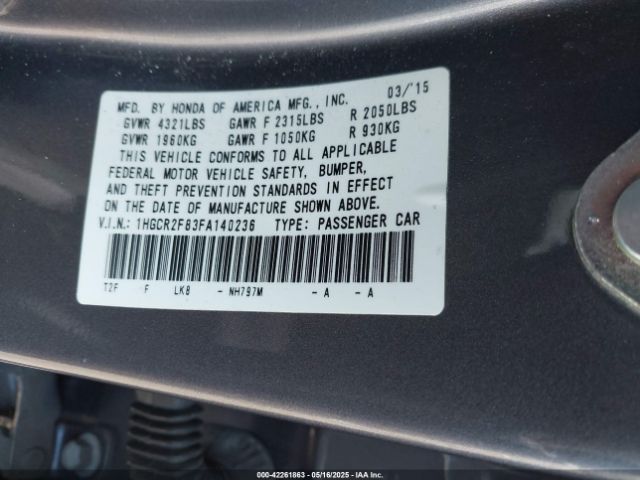 MFD. BY HONDA OF AMERICA MFG., INC. 03/'15
GVWR 4321LBS GAWR F 2315LBS R 2050LBS
GVWR 1960KG GAWR F 1050KG R 930KG
THIS VEHICLE CONFORMS TO ALL APPLICABLE
FEDERAL MOTOR VEHICLE SAFETY, BUMPER,
AND THEFT PREVENTION STANDARDS IN EFFECT
ON THE DATE OF MANUFACTURE SHOWN ABOVE.
V.I.N.: 1HGCR2F83FA140236 TYPE: PASSENGER CAR
T2F F LK8 - NH797M - A - A
000-42261863 - 05/16/2025 - IAA Inc.